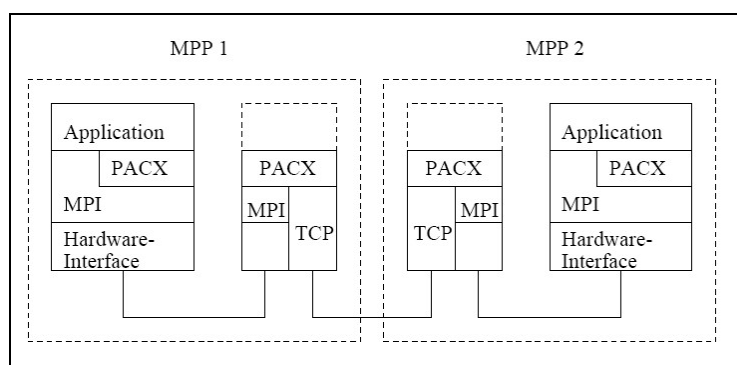 MPP 1
MPP 2
Application
PACX
MPI
Hardware-
Interface
PACX
MPI
TCP
PACX
TCP
MPI
Application
PACX
MPI
Hardware-
Interface